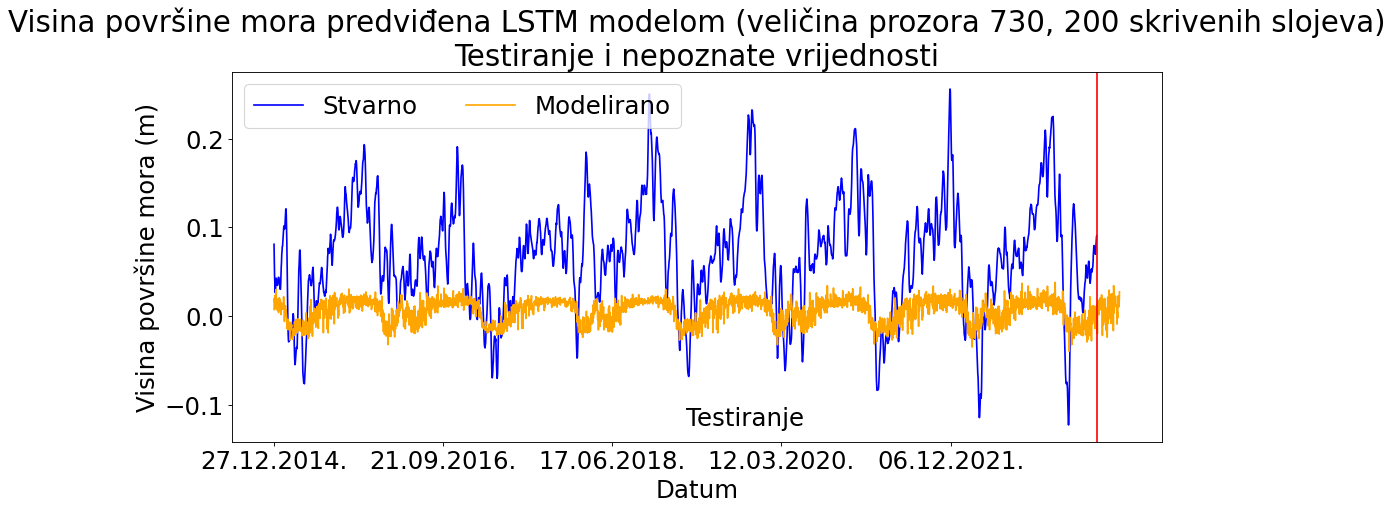 Visina površine mora predviđena LSTM modelom (veličina prozora 730, 200 skrivenih slojeva)
Testiranje i nepoznate vrijednosti
Stvarno
Modelirano
Visina površine mora (m)
0.2
0.1
0.0
−0.1
Testiranje
27.12.2014.
21.09.2016.
17.06.2018.
12.03.2020.
06.12.2021.
Datum